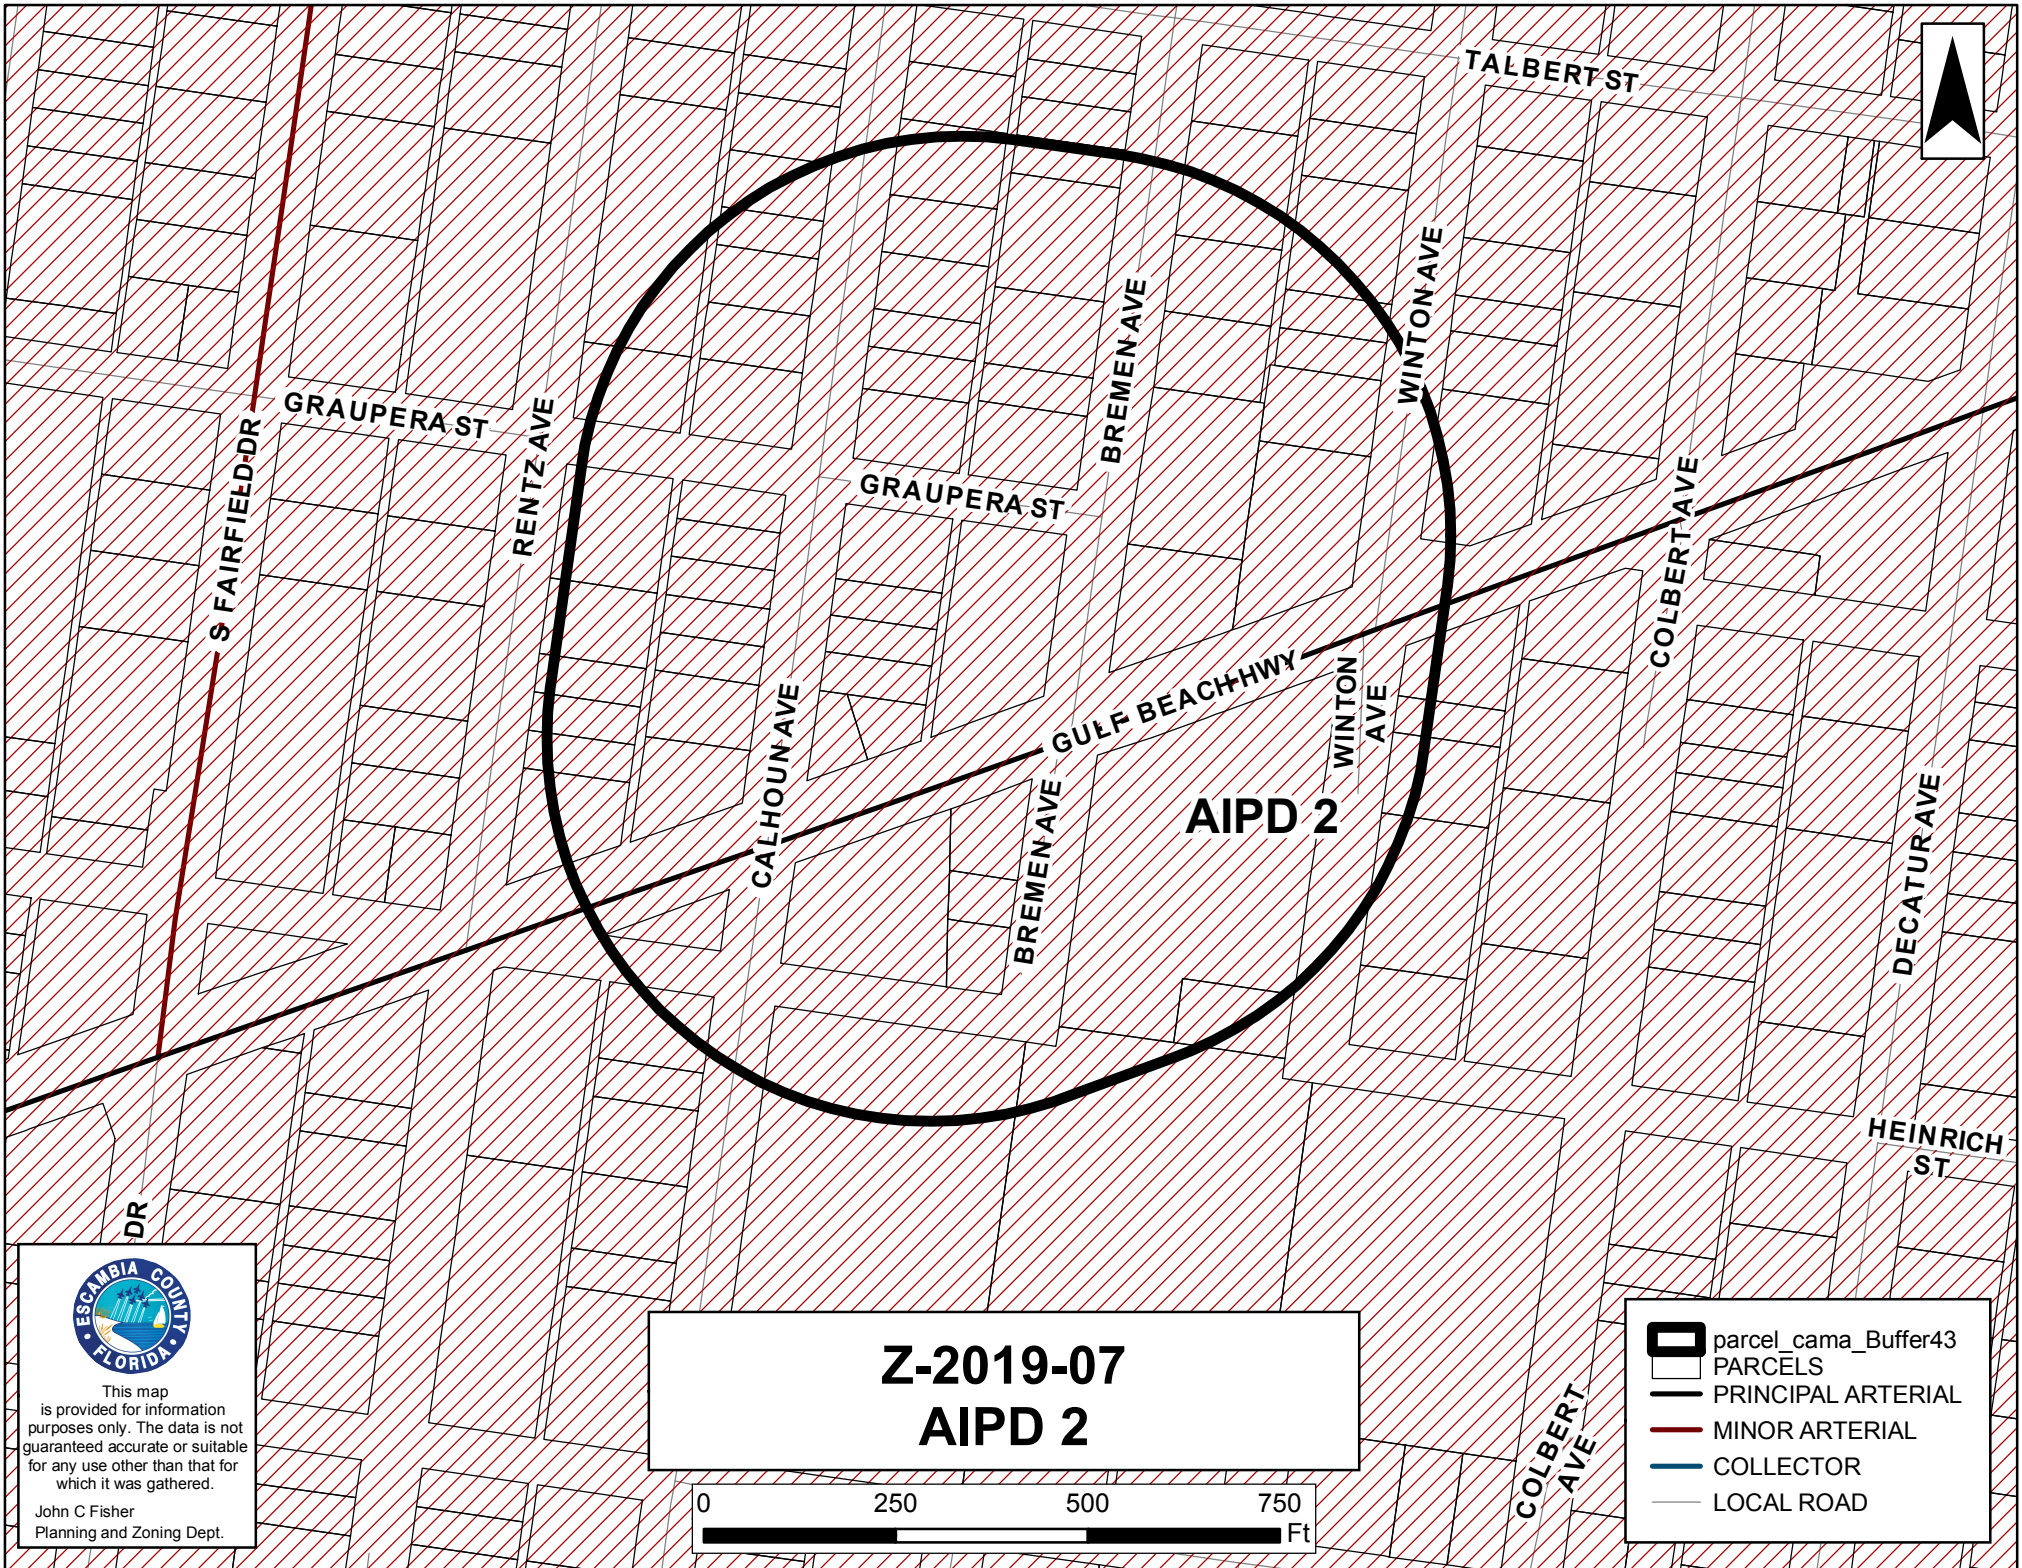 TALBERT ST
WINTON AVE
BREMEN AVE
GRAUPERA ST
RENTZ AVE
S FAIRFIELD DR
GRAUPERA ST
COLBERT AVE
GULF BEACH HWY
WINTON
AVE
CALHOUN AVE
BREMEN AVE
AIPD 2
DECATUR AVE
HEINRICH
ST
DR
COLBERT
AVE
ESCAMBIA COUNTY
FLORIDA
This map
is provided for information
purposes only. The data is not
guaranteed accurate or suitable
for any use other than that for
which it was gathered.
John C Fisher
Planning and Zoning Dept.
Z-2019-07
AIPD 2
0 250 500 750
Ft
parcel_cama_Buffer43
PARCELS
PRINCIPAL ARTERIAL
MINOR ARTERIAL
COLLECTOR
LOCAL ROAD